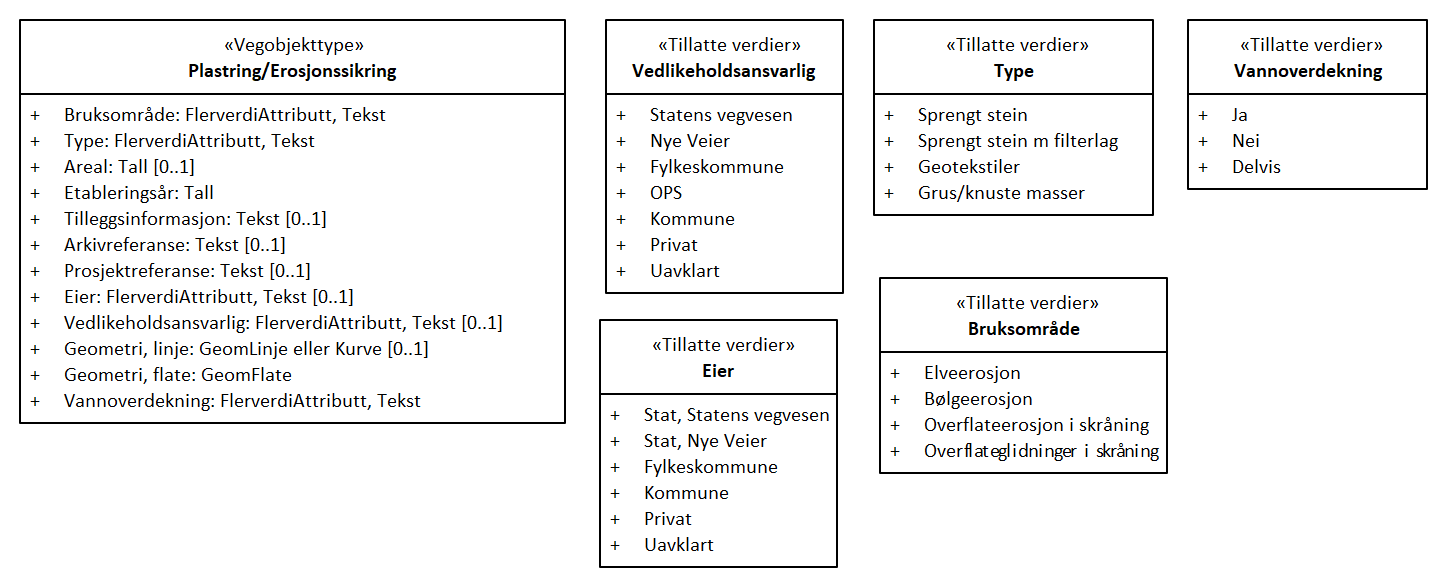 «Vegobjekttype»
Plastring/Erosjonssikring
+ Bruksområde: FlerverdiAttributt, Tekst
+ Type: FlerverdiAttributt, Tekst
+ Areal: Tall [0..1]
+ Etableringsår: Tall
+ Tilleggsinformasjon: Tekst [0..1]
+ Arkivreferanse: Tekst [0..1]
+ Prosjektreferanse: Tekst [0..1]
+ Eier: FlerverdiAttributt, Tekst [0..1]
+ Vedlikeholdsansvarlig: FlerverdiAttributt, Tekst [0..1]
+ Geometri, linje: GeomLinje eller Kurve [0..1]
+ Geometri, flate: GeomFlate
+ Vannoverdekning: FlerverdiAttributt, Tekst
«Tillatte verdier»
Vedlikeholdsansvarlig
+ Statens vegvesen
+ Nye Veier
+ Fylkeskommune
+ OPS
+ Kommune
+ Privat
+ Uavklart
«Tillatte verdier»
Eier
+ Stat, Statens vegvesen
+ Stat, Nye Veier
+ Fylkeskommune
+ Kommune
+ Privat
+ Uavklart
«Tillatte verdier»
Type
+ Sprengt stein
+ Sprengt stein m filterlag
+ Geotekstiler
+ Grus/knuste masser
«Tillatte verdier»
Bruksområde
+ Elveerosjon
+ Bølgeerosjon
+ Overflateerosjon i skråning
+ Overflateglidninger i skråning
«Tillatte verdier»
Vannoverdekning
+ Ja
+ Nei
+ Delvis